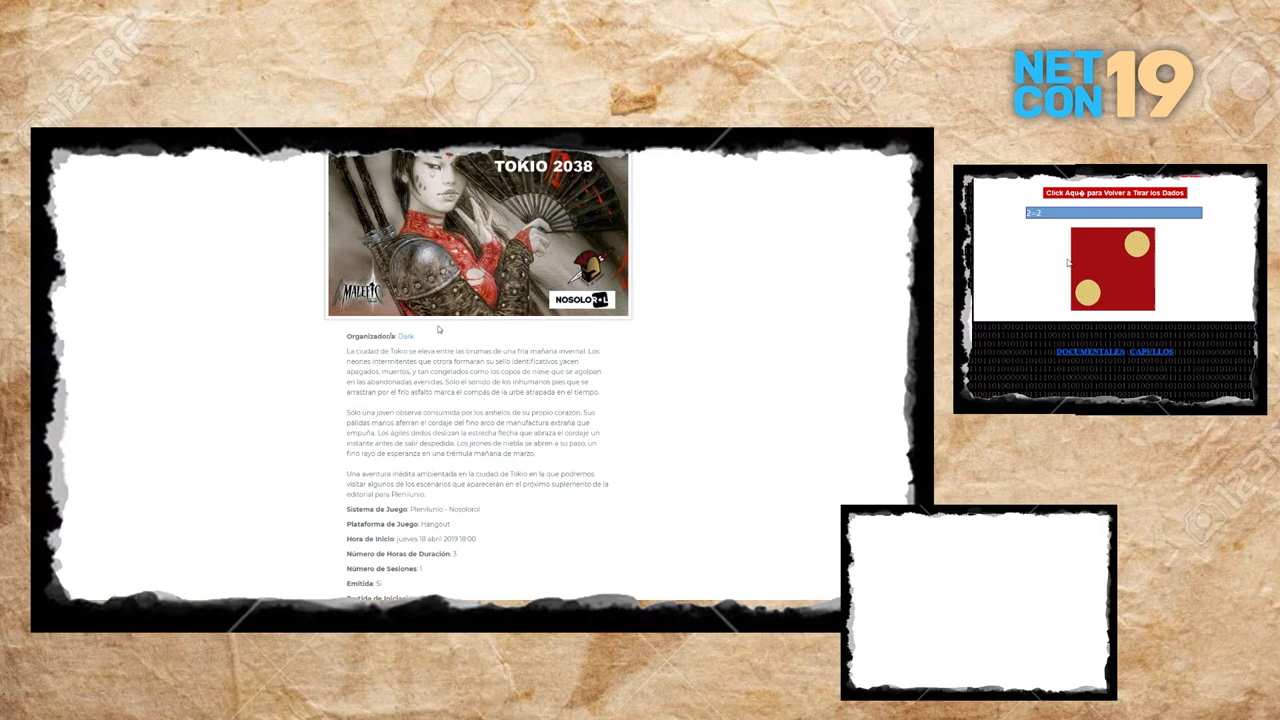 NET
CON 19
TOKIO 2038
MALEFIC
NOSOLOROL
Organizador/a: Dark
La ciudad de Tokio se eleva entre las brumas de una fría mañana invernal. Los
neones intermitentes que otrora formaran su sello identificativos yacen
apagados, muertos, y tan congelados como los copos de nieve que se agolpan
en las abandonadas avenidas. Sólo el sonido de los inhumanos pies que se
arrastran por el frío asfalto marca el compás de la urbe atrapada en el tiempo.
Sólo una joven observa consumida por los anhelos de su propio corazón. Sus
pálidas manos aferran el cordaje del fino arco de manufactura extraña que
empuña. Los ágiles dedos deslizan la estrecha flecha que abraza el cordaje un
instante antes de salir despedida. Los jirones de niebla se abren a su paso, un
fino rayo de esperanza en una trémula mañana de marzo.
Una aventura inédita ambientada en la ciudad de Tokio en la que podremos
visitar algunos de los escenarios que aparecerán en el próximo suplemento de la
editorial para Plenilunio.
Sistema de Juego: Plenilunio - Nosolorol
Plataforma de Juego: Hangout
Hora de Inicio: jueves 18 abril 2019 18:00
Número de Horas de Duración: 3
Número de Sesiones: 1
Emitida: Si
Click Aqu� para Volver a Tirar los Dados
2=2
DOCUMENTALES CAPULLOS
123RF